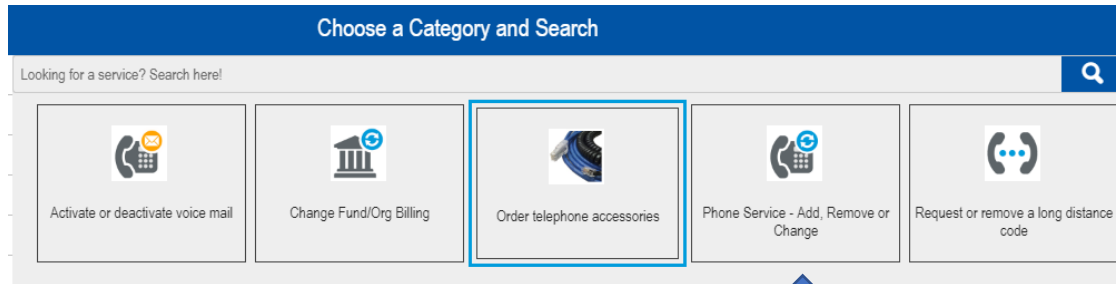 Choose a Category and Search
Looking for a service? Search here!
Activate or deactivate voice mail
Change Fund/Org Billing
Order telephone accessories
Phone Service - Add, Remove or
Change
Request or remove a long distance
code